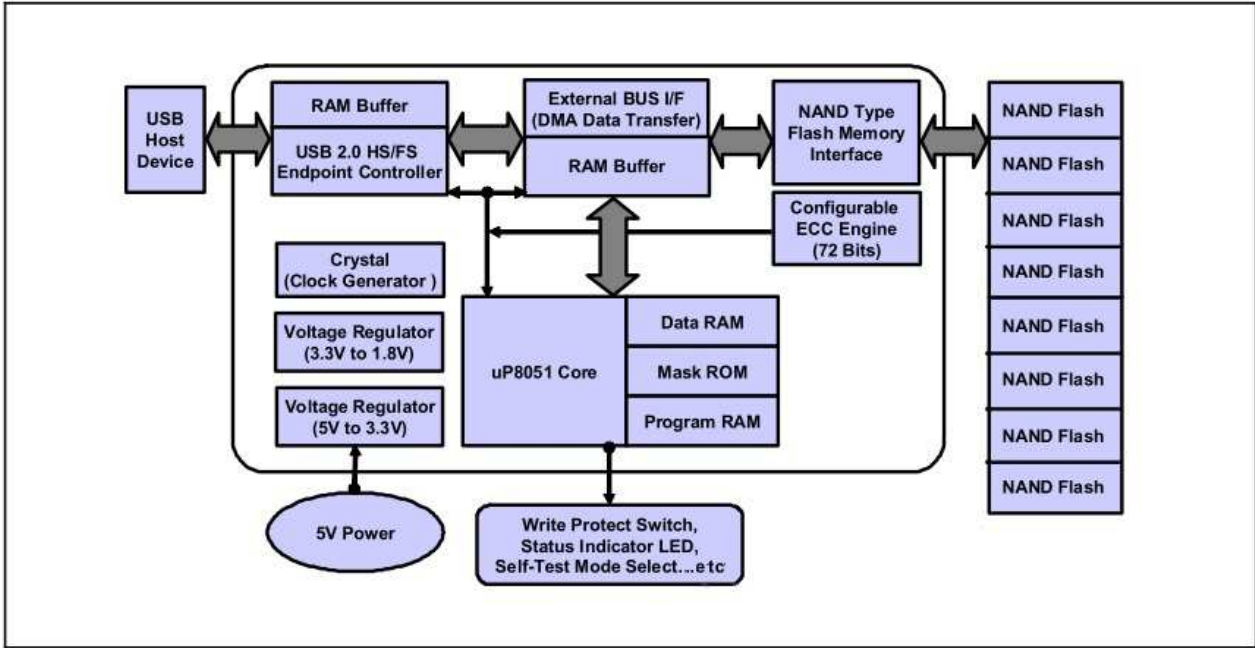 USB
Host
Device
RAM Buffer
USB 2.0 HS/FS
Endpoint Controller
External BUS I/F
(DMA Data Transfer)
RAM Buffer
NAND Type
Flash Memory
Interface
Configurable
ECC Engine
(72 Bits)
Crystal
(Clock Generator )
Voltage Regulator
(3.3V to 1.8V)
Voltage Regulator
(5V to 3.3V)
uP8051 Core
Data RAM
Mask ROM
Program RAM
5V Power
Write Protect Switch,
Status Indicator LED,
Self-Test Mode Select...etc
NAND Flash
NAND Flash
NAND Flash
NAND Flash
NAND Flash
NAND Flash
NAND Flash
NAND Flash